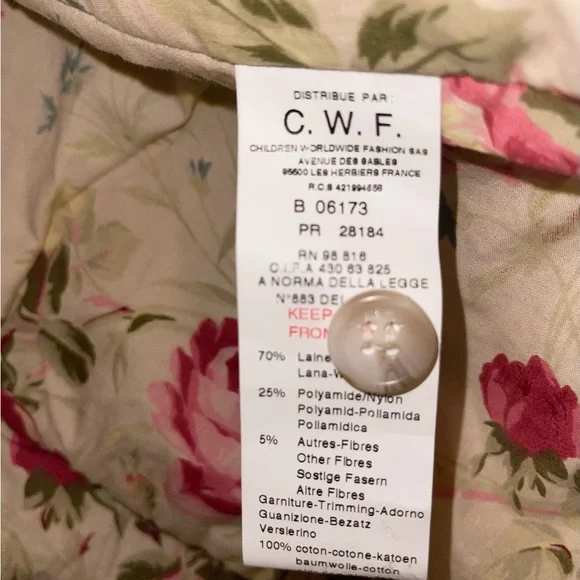 DISTRIBUE PAR:
C. W. F.
CHILDREN WORLDWIDE FASHION SAS
AVENUE DES SABLES
85500 LES HERBIERS FRANCE
R.C.S 421994658
B 06173
PR 28184
RN 98 816
C.I.F.A 430 63 825
A NORMA DELLA LEGGE
N°883 DEL
KEEP
FROM
70% Laine
Lana-W
25% Polyamide/Nylon
Polyamid-Poliamida
Poliamidica
5% Autres-Fibres
Other Fibres
Sostige Fasern
Altre Fibres
Garniture-Trimming-Adorno
Guanizione-Bezatz
Versierino
100% coton-cotone-katoen
baumwolle-cotton